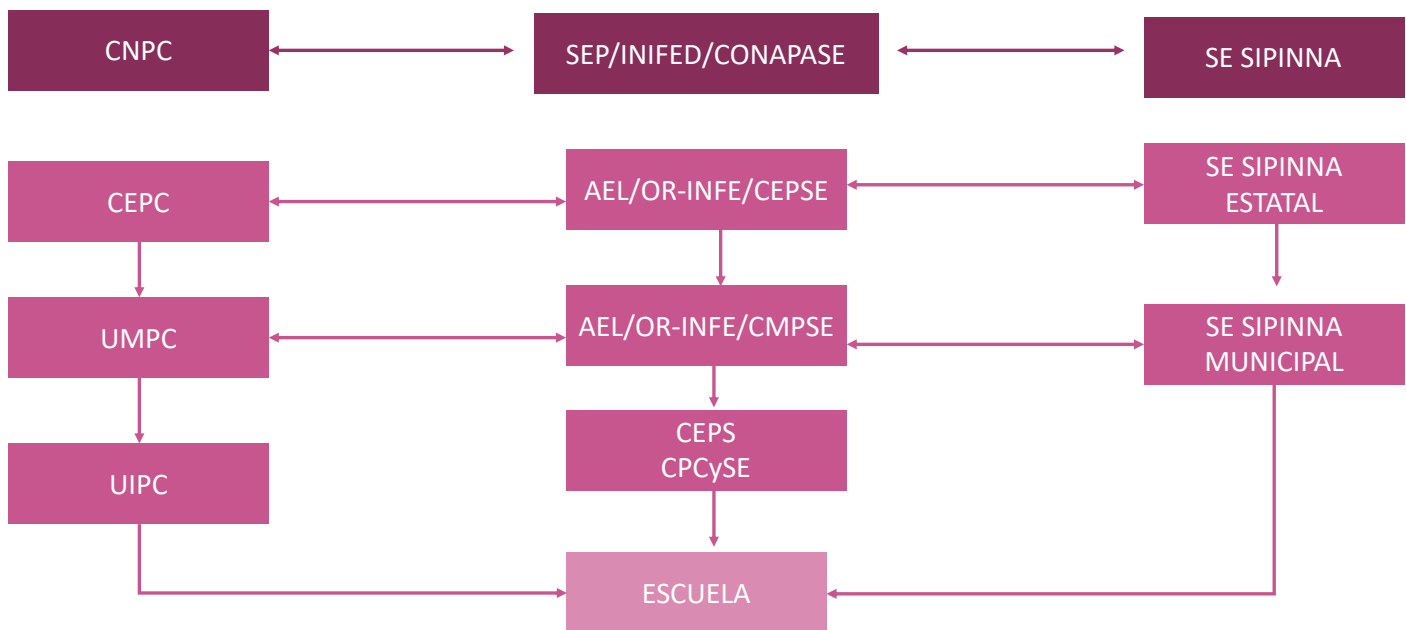 CNPC
SEP/INIFED/CONAPASE
SE SIPINNA
CEPC
AEL/OR-INFE/CEPSE
SE SIPINNA
ESTATAL
UMPC
AEL/OR-INFE/CMPSE
SE SIPINNA
MUNICIPAL
UIPC
CEPS
CPCySE
ESCUELA